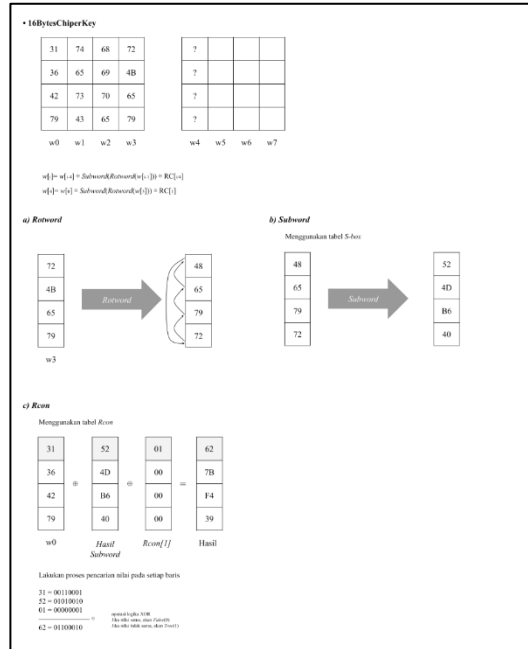 • 16BytesChiperKey
31 74 68 72 ?
36 65 69 4B ?
42 73 70 65 ?
79 43 65 79 ?
w0 w1 w2 w3 w4 w5 w6 w7
a) Rotword
b) Subword
Menggunakan tabel S-box
72 48
4B 65
65 Rotword 79
79 72
w3
48 52
65 4D
79 Subword B6
72 40
c) Rcon
Menggunakan tabel Rcon
31 52 01 62
36 4D 00 7B
42 ⊕ B6 ⊕ 00 = F4
79 40 00 39
w0 Hasil Subword Rcon[1] Hasil
Lakukan proses pencarian nilai pada setiap baris
31 = 00110001
52 = 01010010
01 = 00000001
operasi logika XOR
62 = 01100010